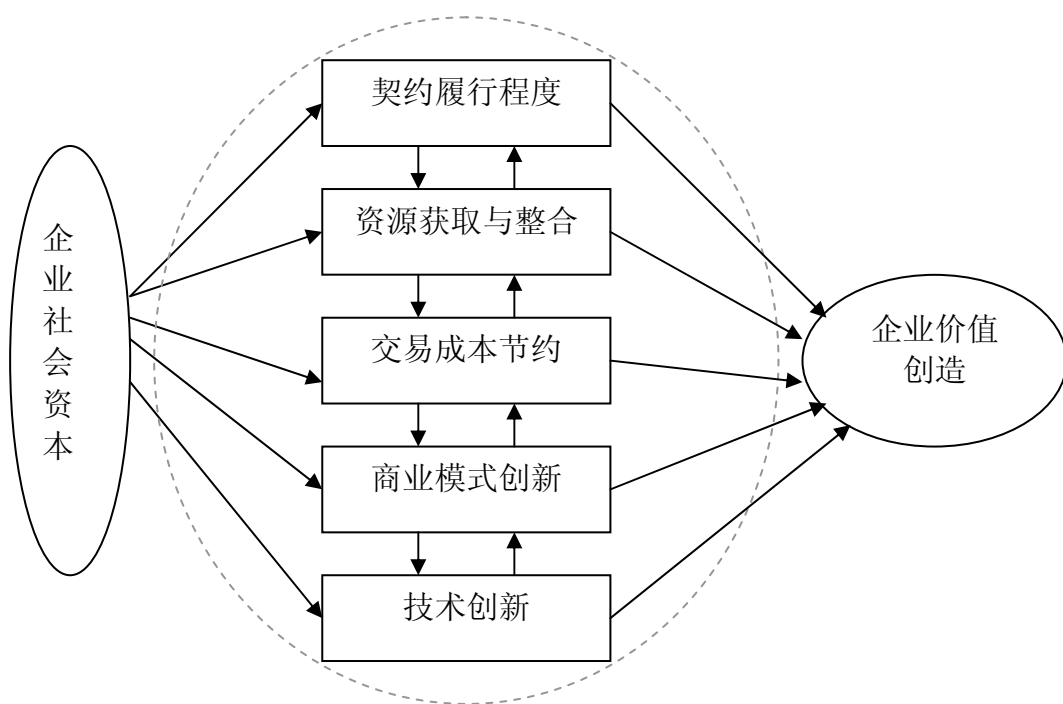 企业社会资本
契约履行程度
资源获取与整合
交易成本节约
商业模式创新
技术创新
企业价值
创造